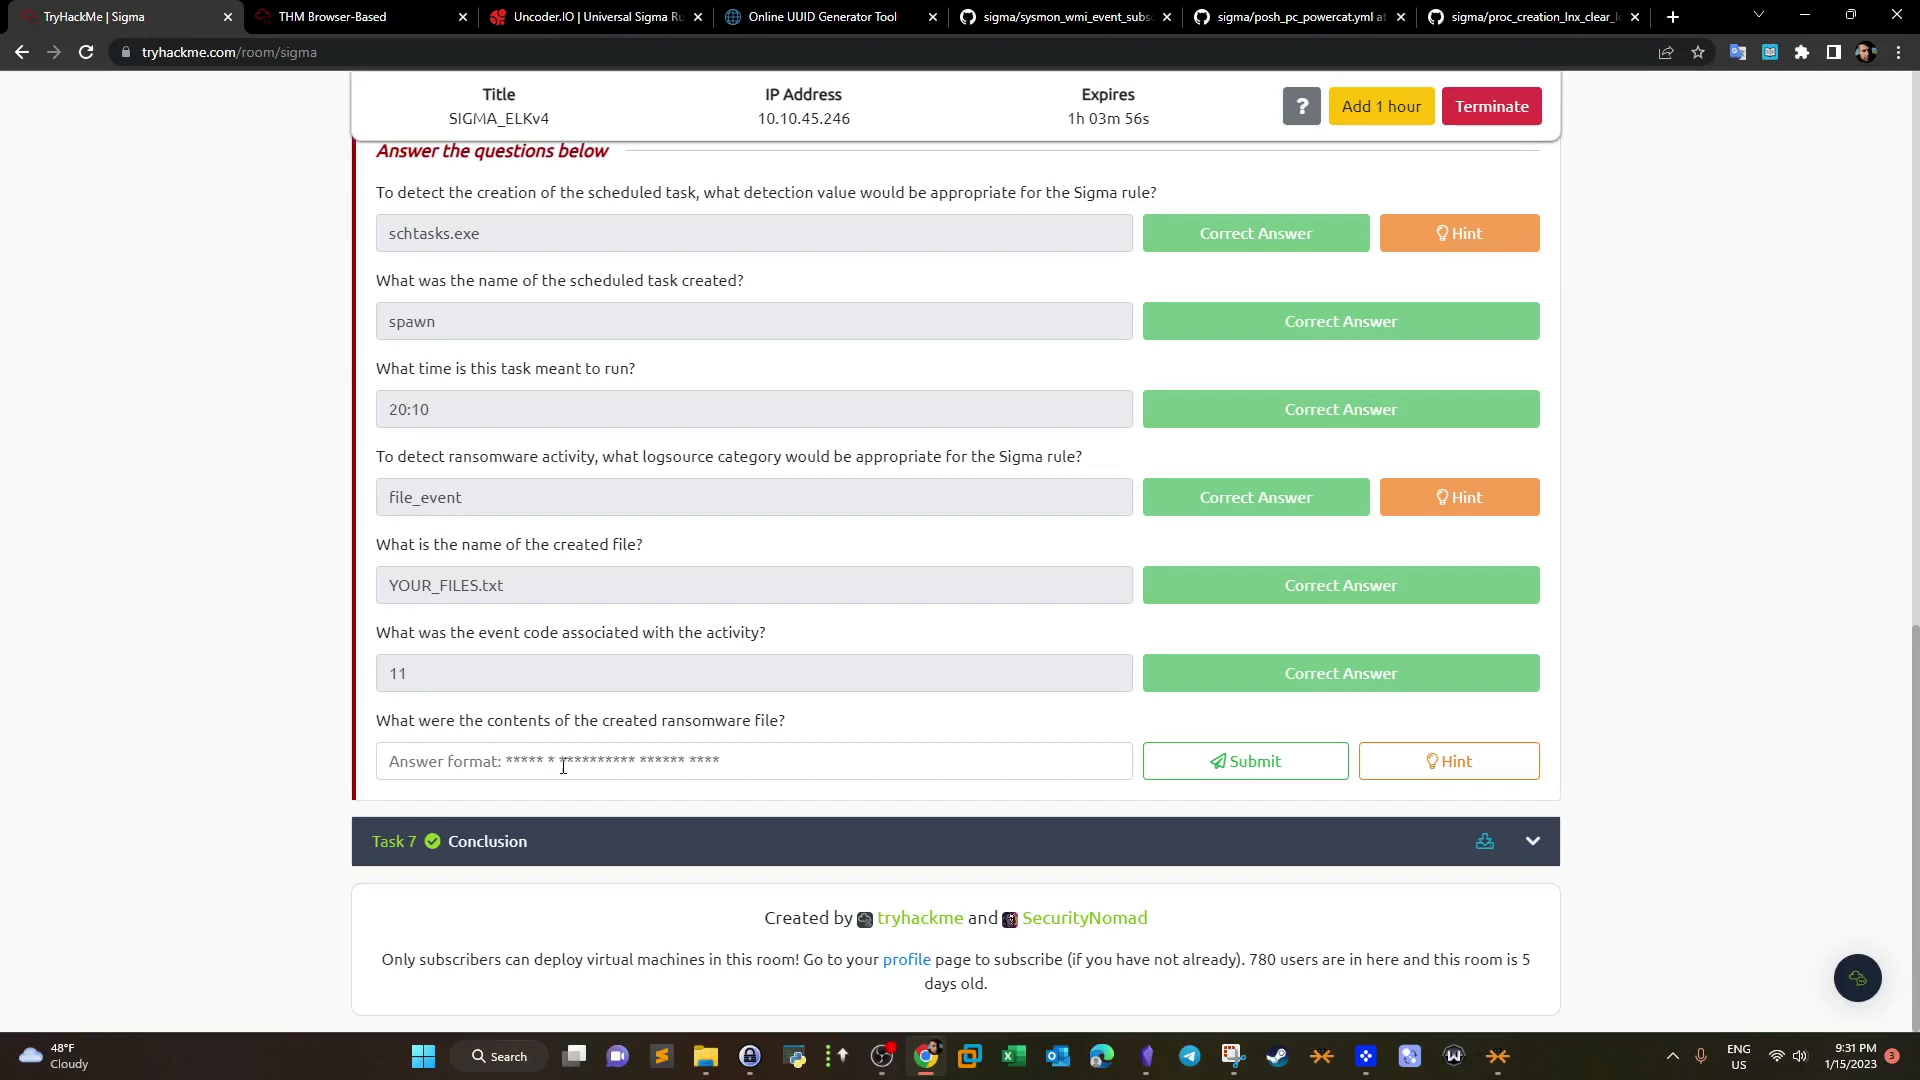 TryHackMe | Sigma
THM Browser-Based
Uncoder.IO | Universal Sigma Ru
Online UUID Generator Tool
sigma/sysmon_wmi_event_subsc
sigma/posh_pc_powercat.yml at
sigma/proc_creation_lnx_clear_lo
tryhackme.com/room/sigma
Title
SIGMA_ELKv4
IP Address
10.10.45.246
Expires
1h 03m 56s
?
Add 1 hour
Terminate
Answer the questions below
To detect the creation of the scheduled task, what detection value would be appropriate for the Sigma rule?
schtasks.exe
Correct Answer
Hint
What was the name of the scheduled task created?
spawn
Correct Answer
What time is this task meant to run?
20:10
Correct Answer
To detect ransomware activity, what logsource category would be appropriate for the Sigma rule?
file_event
Correct Answer
Hint
What is the name of the created file?
YOUR_FILES.txt
Correct Answer
What was the event code associated with the activity?
11
Correct Answer
What were the contents of the created ransomware file?
Answer format: ***** * ********** ****** ****
Submit
Hint
Task 7 Conclusion
Created by tryhackme and SecurityNomad
Only subscribers can deploy virtual machines in this room! Go to your profile page to subscribe (if you have not already). 780 users are in here and this room is 5
days old.
48°F
Cloudy
Search
ENG
US
9:31 PM
1/15/2023
3